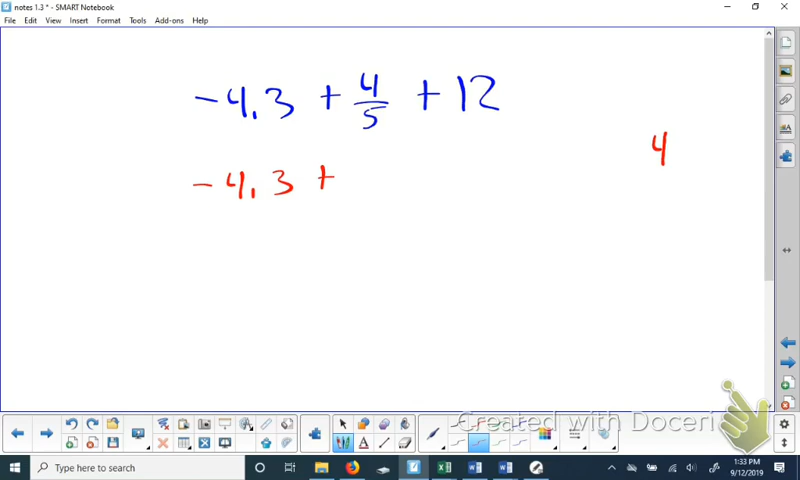 notes 1.3 * - SMART Notebook
File Edit View Insert Format Tools Add-ons Help
-4.3 + 4/5 + 12
4
-4.3 +
Created with Doceri
Type here to search
1:33 PM
9/12/2019